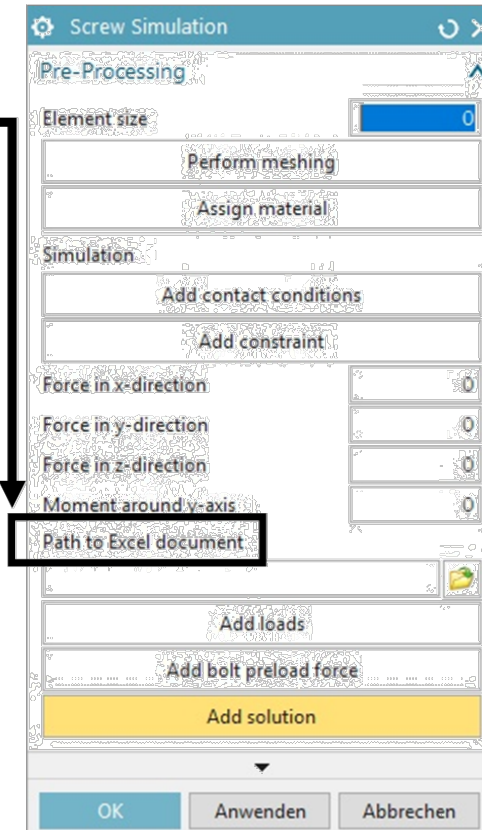 Screw Simulation
Pre-Processing
Element size 0
Perform meshing
Assign material
Simulation
Add contact conditions
Add constraint
Force in x-direction 0
Force in y-direction 0
Force in z-direction 0
Moment around y-axis 0
Path to Excel document
Add loads
Add bolt preload force
Add solution
OK Anwenden Abbrechen